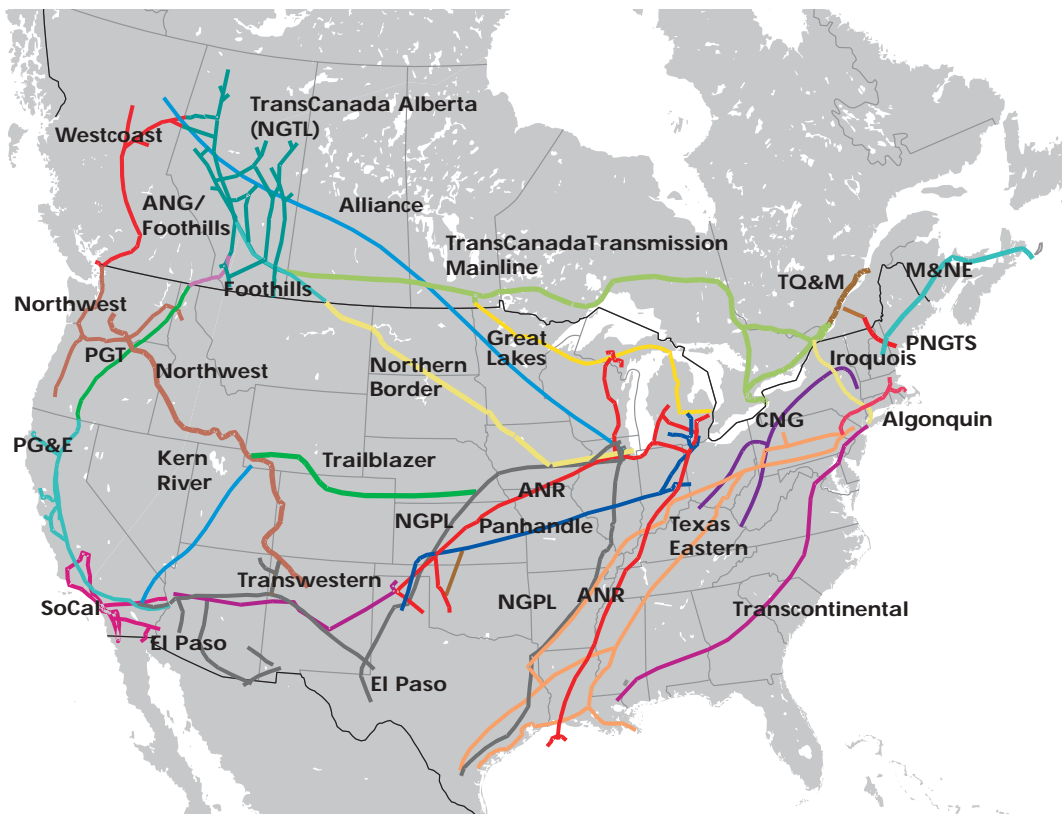 TransCanada Alberta
(NGTL)
Westcoast
ANG/
Foothills
Alliance
TransCanadaTransmission
Mainline
M&NE
TQ&M
Foothills
Northwest
Great
Lakes
PNGTS
PGT
Northwest
Northern
Border
Iroquois
CNG
Algonquin
PG&E
Kern
River
Trailblazer
ANR
NGPL
Panhandle
Texas
Eastern
Transwestern
NGPL
ANR
SoCal
Transcontinental
El Paso
El Paso